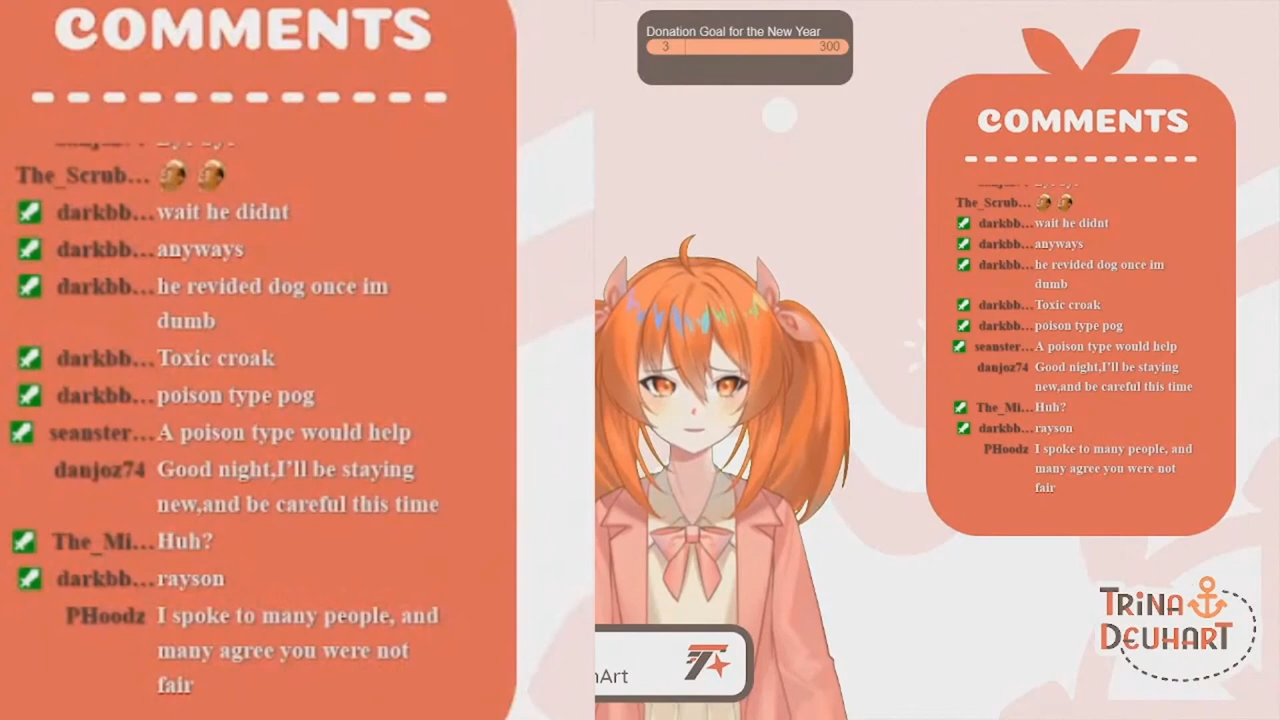 COMMENTS
The_Scrub...
darkbb... wait he didnt
darkbb... anyways
darkbb... he revided dog once im
dumb
darkbb... Toxic croak
darkbb... poison type pog
seanster... A poison type would help
danjoz74 Good night,I'll be staying
new,and be careful this time
The_Mi... Huh?
darkbb... rayson
PHoodz I spoke to many people, and
many agree you were not
fair
Donation Goal for the New Year
3 300
COMMENTS
The_Scrub...
darkbb... wait he didnt
darkbb... anyways
darkbb... he revided dog once im
dumb
darkbb... Toxic croak
darkbb... poison type pog
seanster... A poison type would help
danjoz74 Good night,I'll be staying
new,and be careful this time
The_Mi... Huh?
darkbb... rayson
PHoodz I spoke to many people, and
many agree you were not
fair
TRiNA
DEUHART
Art